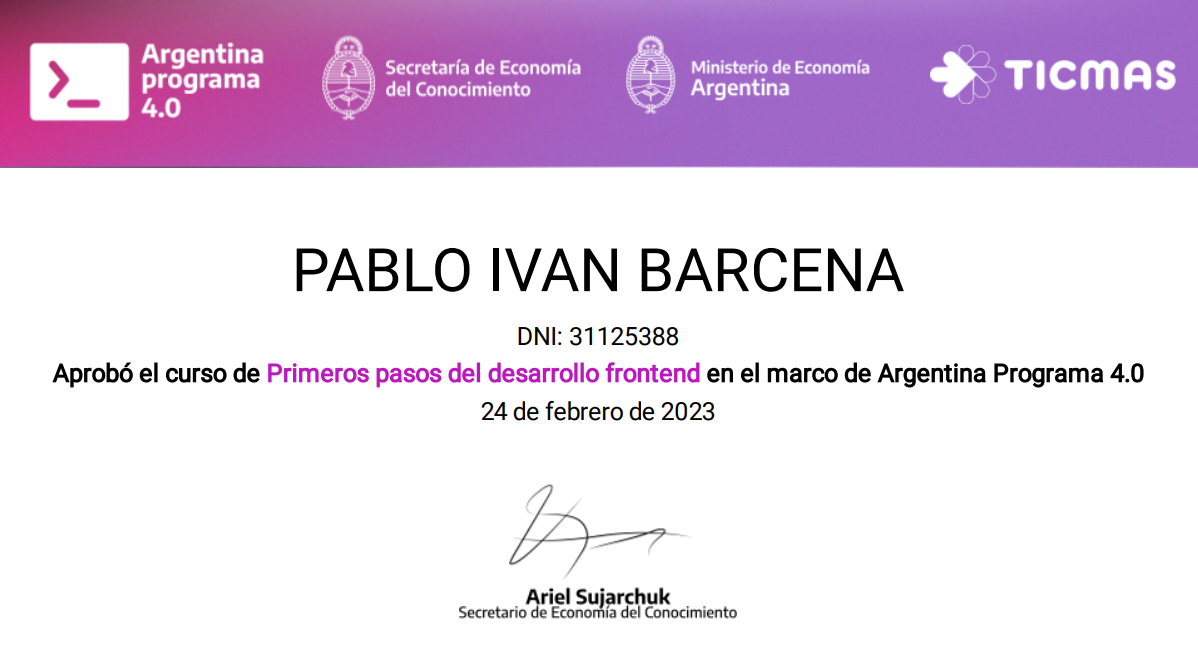 Argentina
programa
4.0
Secretaría de Economía
del Conocimiento
Ministerio de Economía
Argentina
TICMAS
PABLO IVAN BARCENA
DNI: 31125388
Aprobó el curso de Primeros pasos del desarrollo frontend en el marco de Argentina Programa 4.0
24 de febrero de 2023
Ariel Sujarchuk
Secretario de Economía del Conocimiento